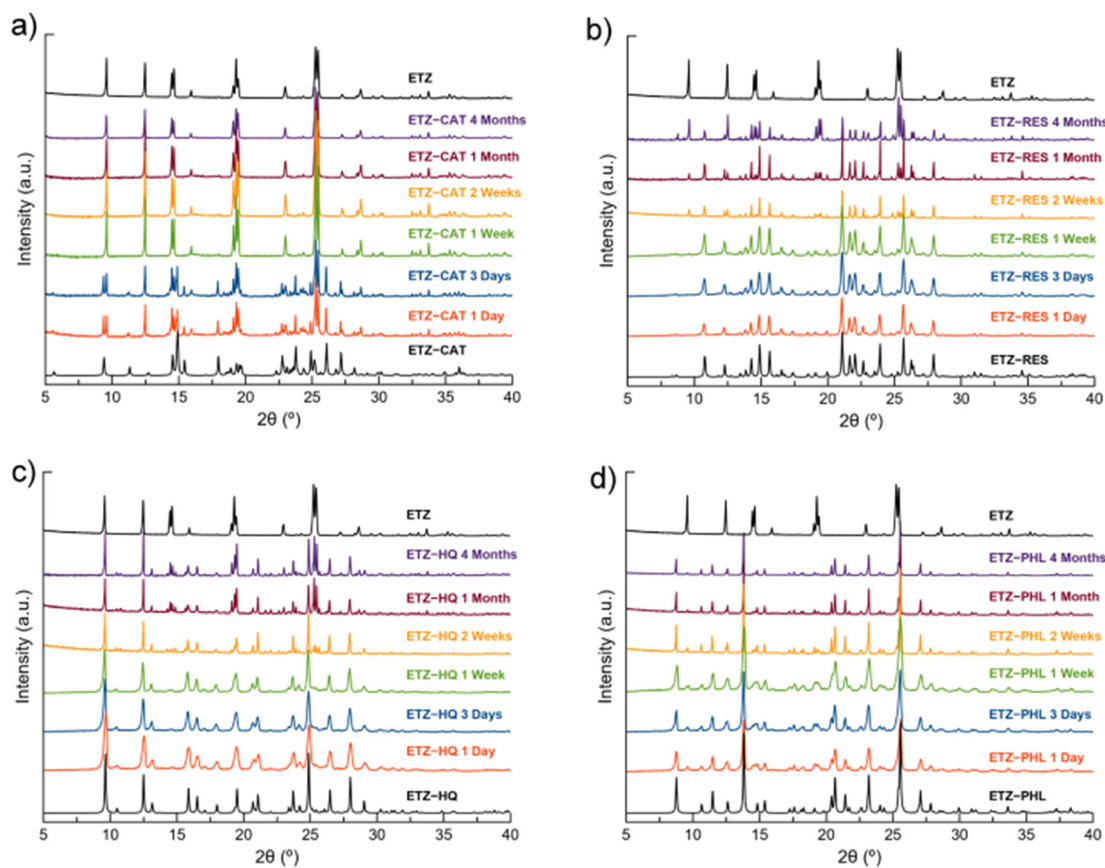 a)
ETZ
ETZ−CAT 4 Months
ETZ−CAT 1 Month
ETZ−CAT 2 Weeks
ETZ−CAT 1 Week
ETZ−CAT 3 Days
ETZ−CAT 1 Day
ETZ−CAT
Intensity (a.u.)
5 10 15 20 25 30 35 40
2θ (º)
b)
ETZ
ETZ−RES 4 Months
ETZ−RES 1 Month
ETZ−RES 2 Weeks
ETZ−RES 1 Week
ETZ−RES 3 Days
ETZ−RES 1 Day
ETZ−RES
Intensity (a.u.)
5 10 15 20 25 30 35 40
2θ (º)
c)
ETZ
ETZ−HQ 4 Months
ETZ−HQ 1 Month
ETZ−HQ 2 Weeks
ETZ−HQ 1 Week
ETZ−HQ 3 Days
ETZ−HQ 1 Day
ETZ−HQ
Intensity (a.u.)
5 10 15 20 25 30 35 40
2θ (º)
d)
ETZ
ETZ−PHL 4 Months
ETZ−PHL 1 Month
ETZ−PHL 2 Weeks
ETZ−PHL 1 Week
ETZ−PHL 3 Days
ETZ−PHL 1 Day
ETZ−PHL
Intensity (a.u.)
5 10 15 20 25 30 35 40
2θ (º)